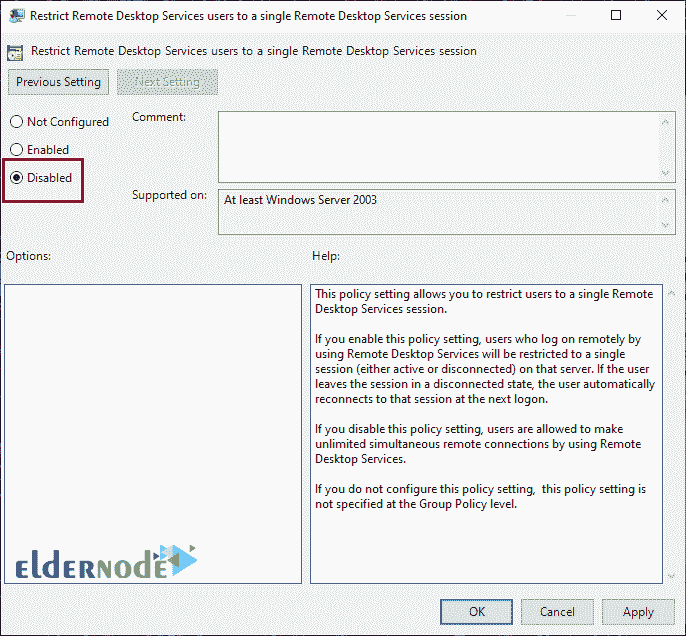 Restrict Remote Desktop Services users to a single Remote Desktop Services session
Restrict Remote Desktop Services users to a single Remote Desktop Services session
Previous Setting
Next Setting
Not Configured
Enabled
Disabled
Comment:
Supported on:
At least Windows Server 2003
Options:
Help:
This policy setting allows you to restrict users to a single Remote
Desktop Services session.
If you enable this policy setting, users who log on remotely by
using Remote Desktop Services will be restricted to a single
session (either active or disconnected) on that server. If the user
leaves the session in a disconnected state, the user automatically
reconnects to that session at the next logon.
If you disable this policy setting, users are allowed to make
unlimited simultaneous remote connections by using Remote
Desktop Services.
If you do not configure this policy setting,  this policy setting is
not specified at the Group Policy level.
ELDERNODE
OK
Cancel
Apply